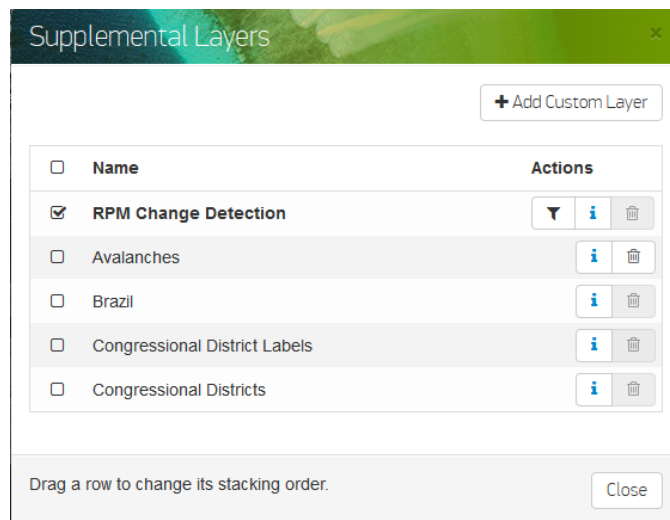 Supplemental Layers
Add Custom Layer
Name Actions
RPM Change Detection
Avalanches
Brazil
Congressional District Labels
Congressional Districts
Drag a row to change its stacking order.
Close